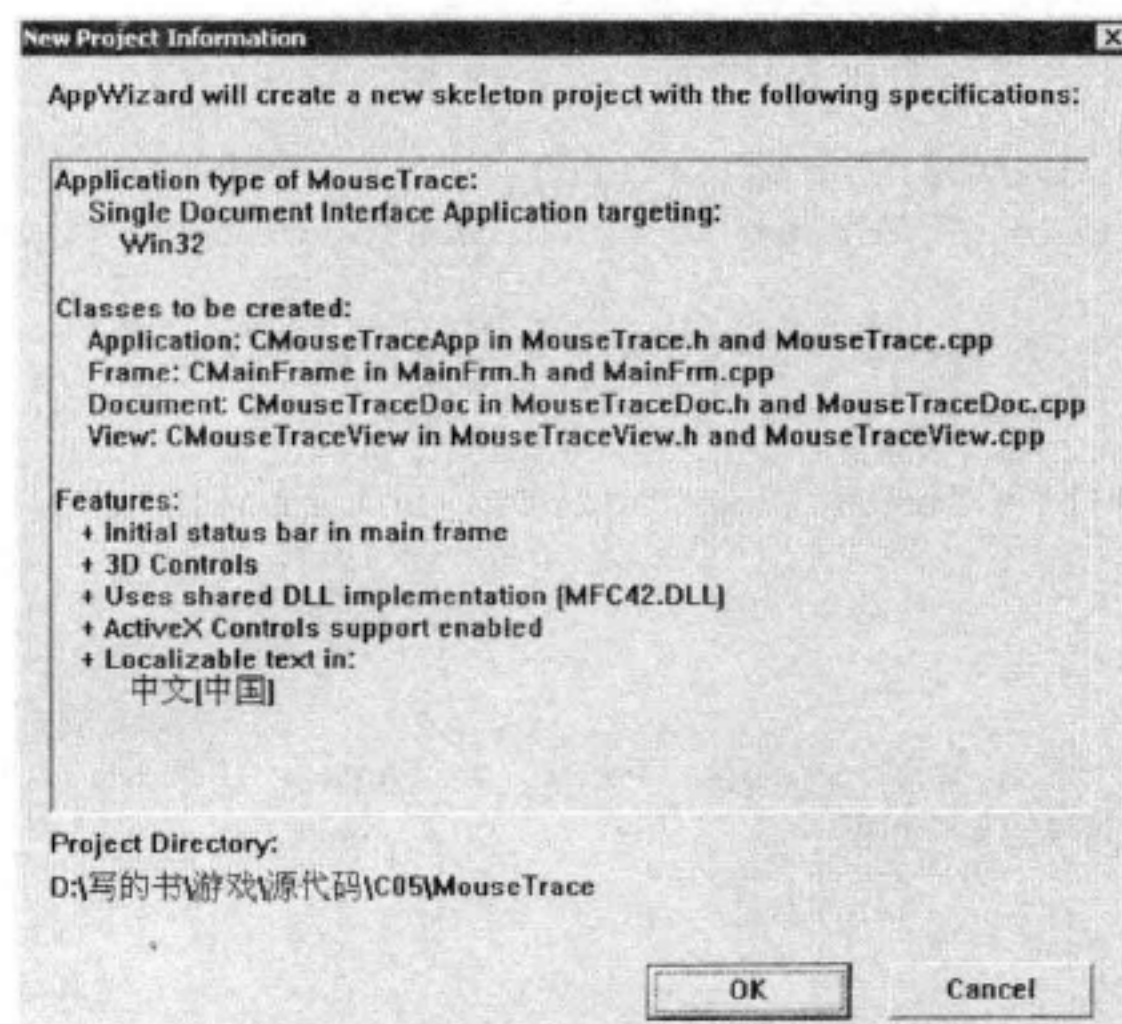 New Project Information
AppWizard will create a new skeleton project with the following specifications:
Application type of MouseTrace:
Single Document Interface Application targeting:
Win32
Classes to be created:
Application: CMouseTraceApp in MouseTrace.h and MouseTrace.cpp
Frame: CMainFrame in MainFrm.h and MainFrm.cpp
Document: CMouseTraceDoc in MouseTraceDoc.h and MouseTraceDoc.cpp
View: CMouseTraceView in MouseTraceView.h and MouseTraceView.cpp
Features:
+ Initial status bar in main frame
+ 3D Controls
+ Uses shared DLL implementation (MFC42.DLL)
+ ActiveX Controls support enabled
+ Localizable text in:
中文[中国]
Project Directory:
D:\写的书\游戏\源代码\C05\MouseTrace
OK Cancel